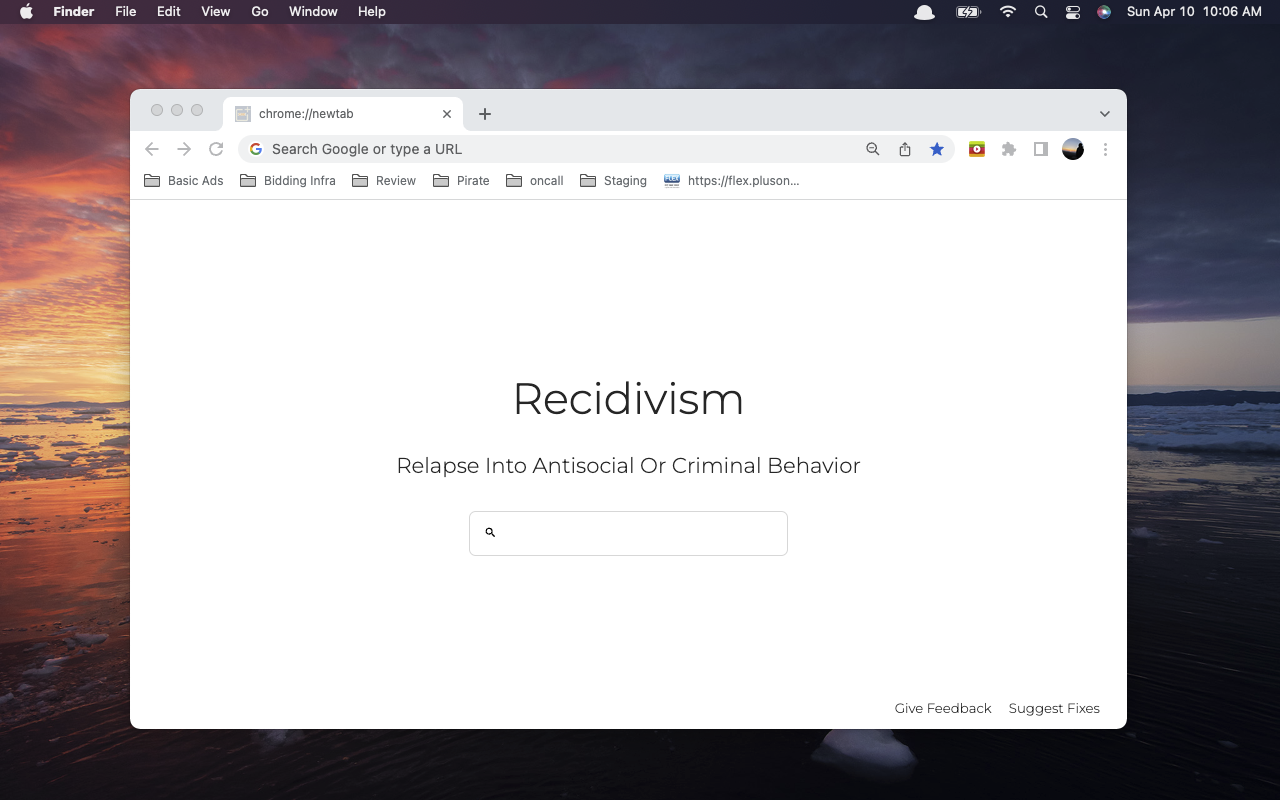 Finder File Edit View Go Window Help Sun Apr 10 10:06 AM
chrome://newtab
Search Google or type a URL
Basic Ads Bidding Infra Review Pirate oncall Staging FLEX https://flex.pluson...
Recidivism
Relapse Into Antisocial Or Criminal Behavior
Give Feedback Suggest Fixes